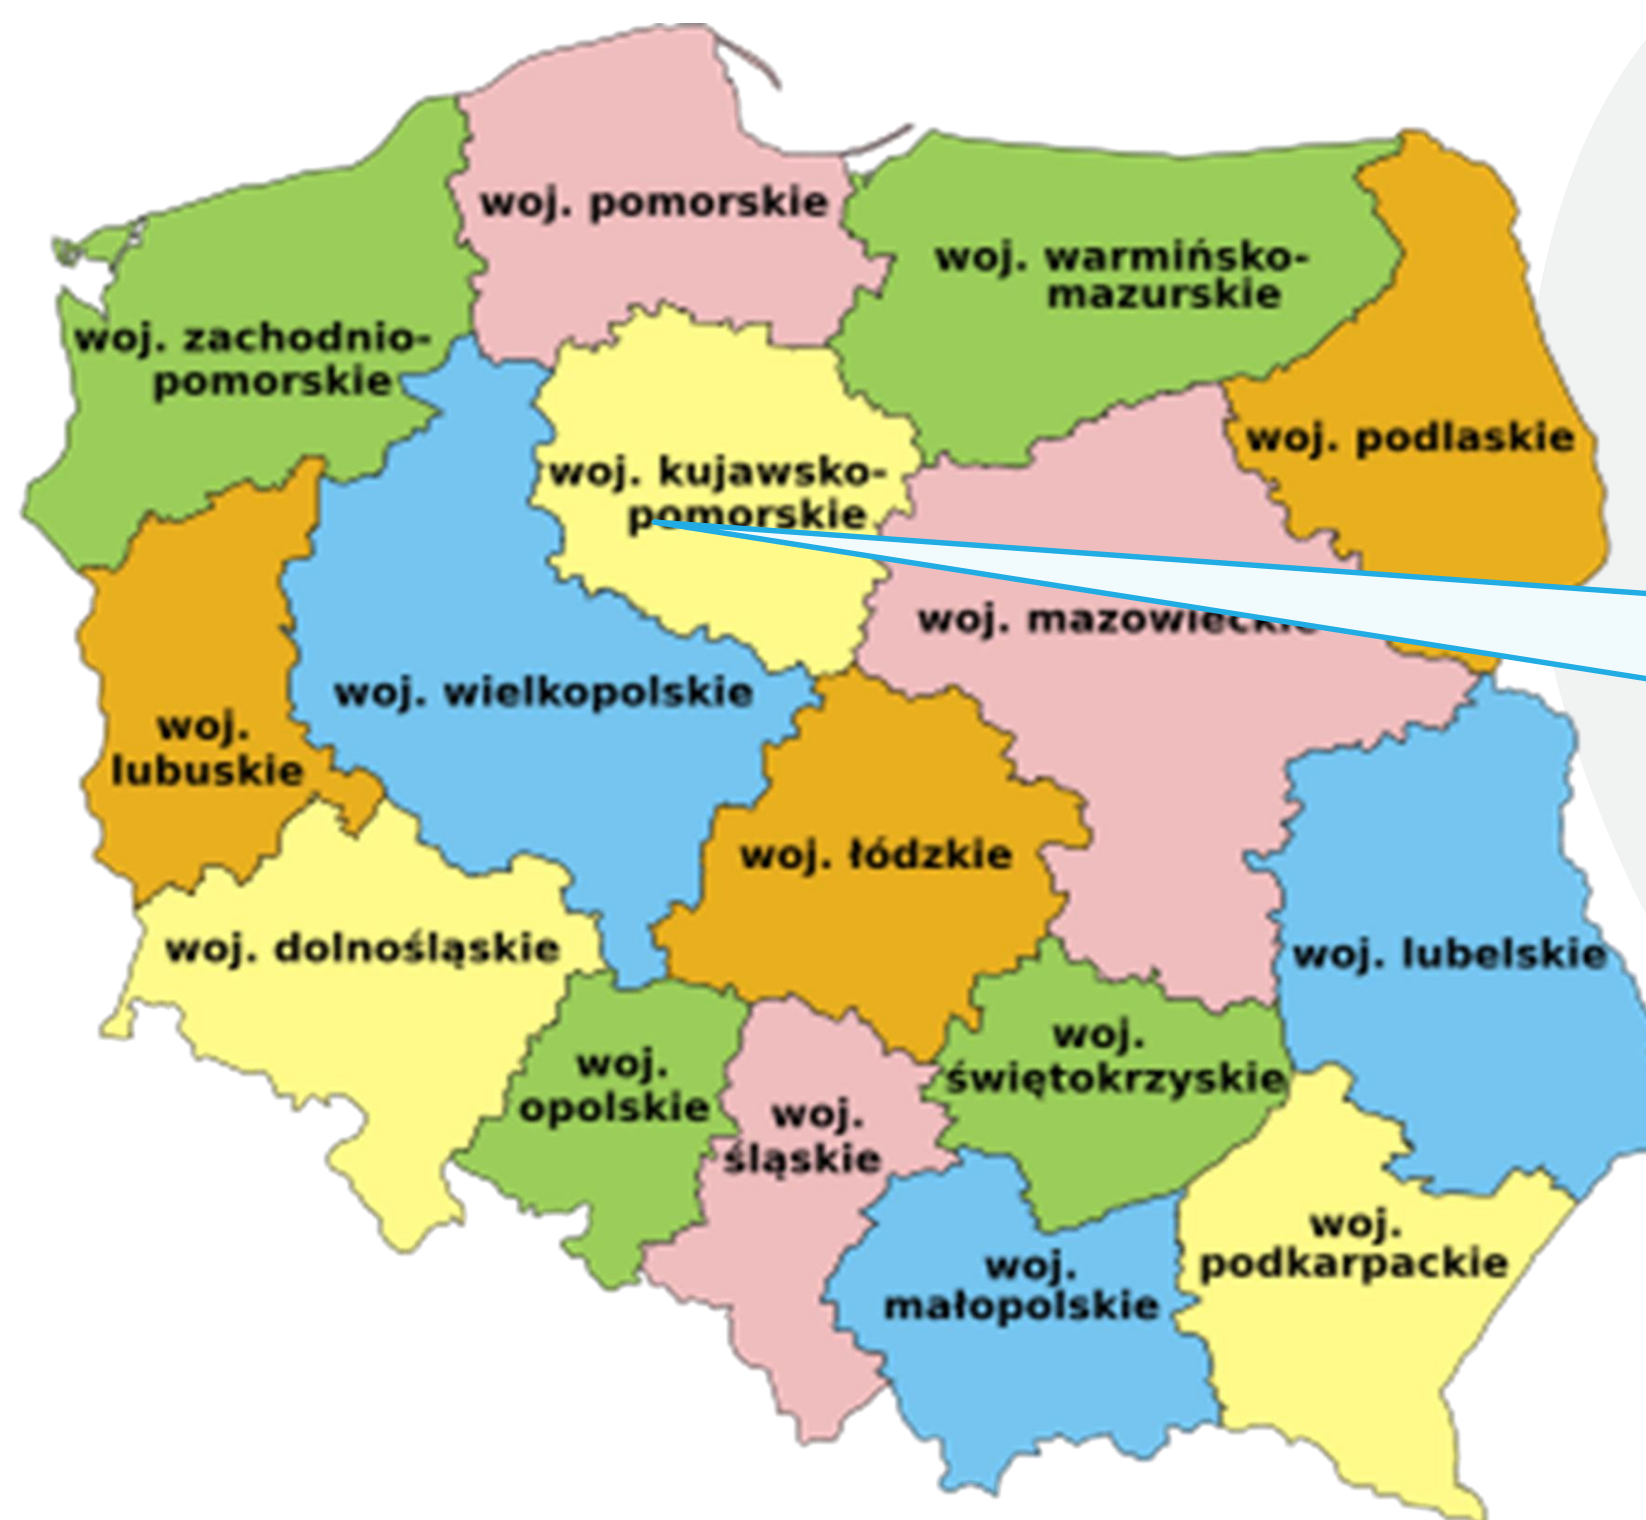 woj. pomorskie
woj. warmińsko-
mazurskie
woj. zachodnio-
pomorskie
woj. podlaskie
woj. kujawsko-
pomorskie
woj. mazowieckie
woj. wielkopolskie
woj.
lubuskie
woj. łódzkie
woj. dolnośląskie
woj. lubelskie
woj.
opolskie
woj.
świętokrzyskie
woj.
śląskie
woj.
podkarpackie
woj.
małopolskie